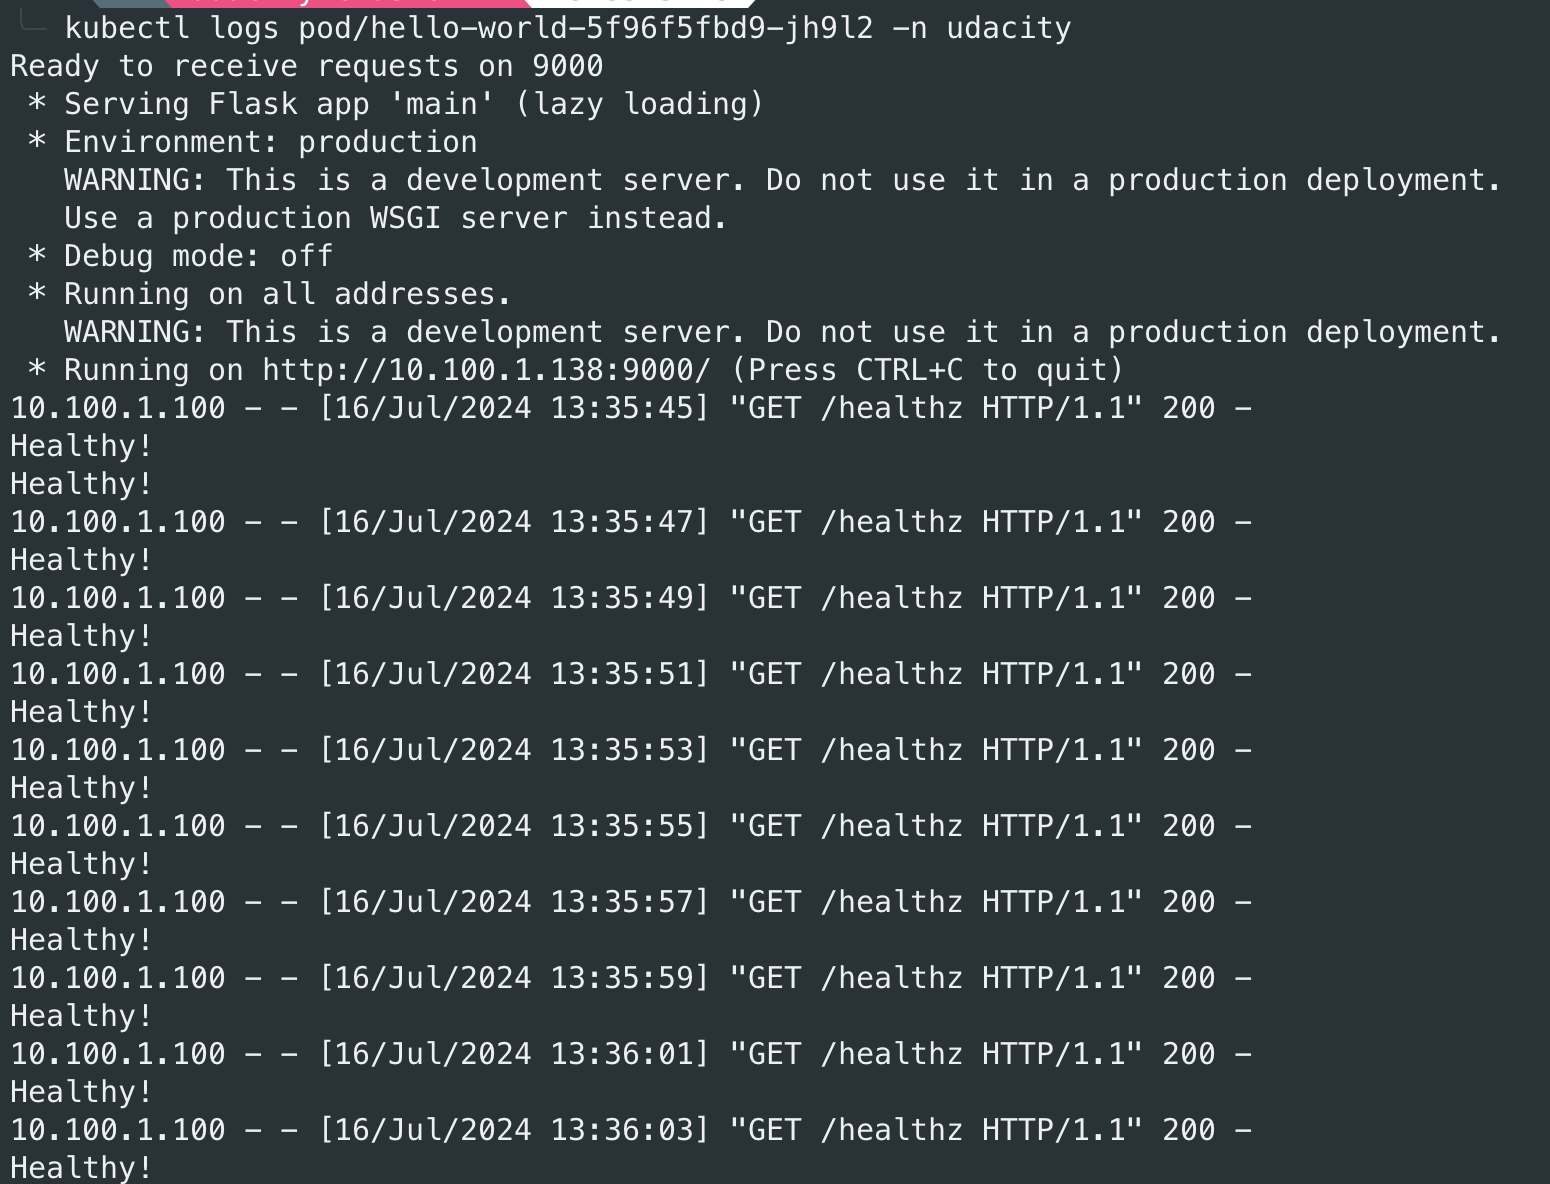 kubectl logs pod/hello-world-5f96f5fbd9-jh9l2 -n udacity
Ready to receive requests on 9000
 * Serving Flask app 'main' (lazy loading)
 * Environment: production
   WARNING: This is a development server. Do not use it in a production deployment.
   Use a production WSGI server instead.
 * Debug mode: off
 * Running on all addresses.
   WARNING: This is a development server. Do not use it in a production deployment.
 * Running on http://10.100.1.138:9000/ (Press CTRL+C to quit)
10.100.1.100 - - [16/Jul/2024 13:35:45] "GET /healthz HTTP/1.1" 200 -
Healthy!
Healthy!
10.100.1.100 - - [16/Jul/2024 13:35:47] "GET /healthz HTTP/1.1" 200 -
Healthy!
10.100.1.100 - - [16/Jul/2024 13:35:49] "GET /healthz HTTP/1.1" 200 -
Healthy!
10.100.1.100 - - [16/Jul/2024 13:35:51] "GET /healthz HTTP/1.1" 200 -
Healthy!
10.100.1.100 - - [16/Jul/2024 13:35:53] "GET /healthz HTTP/1.1" 200 -
Healthy!
10.100.1.100 - - [16/Jul/2024 13:35:55] "GET /healthz HTTP/1.1" 200 -
Healthy!
10.100.1.100 - - [16/Jul/2024 13:35:57] "GET /healthz HTTP/1.1" 200 -
Healthy!
10.100.1.100 - - [16/Jul/2024 13:35:59] "GET /healthz HTTP/1.1" 200 -
Healthy!
10.100.1.100 - - [16/Jul/2024 13:36:01] "GET /healthz HTTP/1.1" 200 -
Healthy!
10.100.1.100 - - [16/Jul/2024 13:36:03] "GET /healthz HTTP/1.1" 200 -
Healthy!